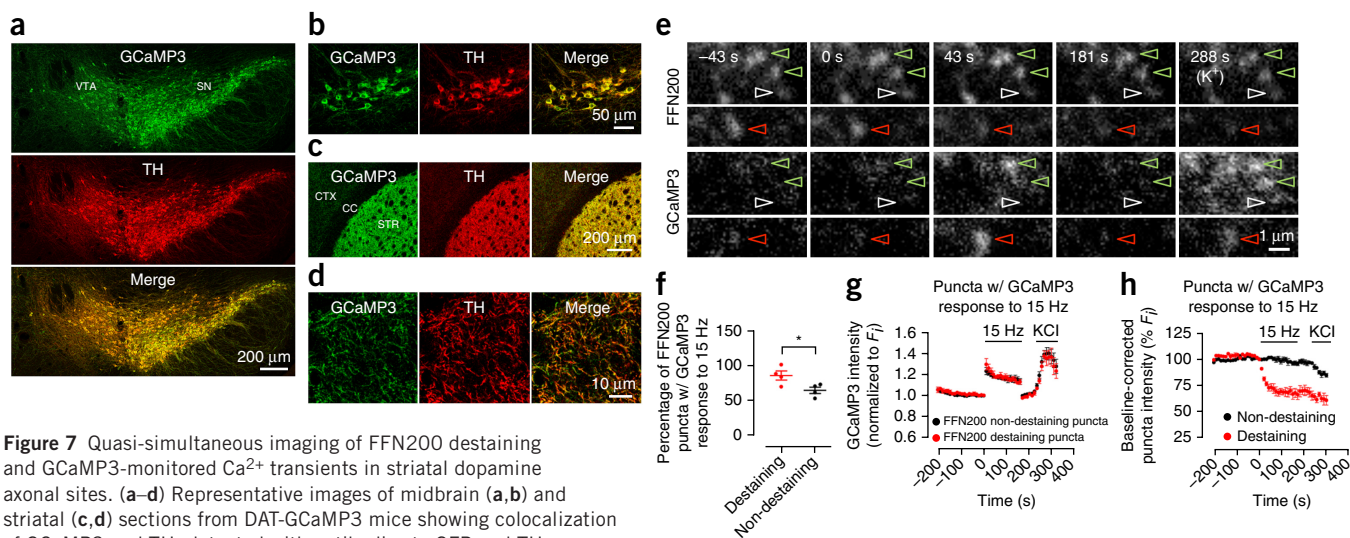 a
GCaMP3
VTA
SN
TH
Merge
200 μm
b
GCaMP3
TH
Merge
50 μm
c
GCaMP3
TH
Merge
CTX
CC
STR
200 μm
d
GCaMP3
TH
Merge
10 μm
e
FFN200
–43 s
0 s
43 s
181 s
288 s
(K+)
GCaMP3
1 μm
f
Percentage of FFN200
puncta w/ GCaMP3
response to 15 Hz
150
100
50
0
*
Destaining
Non-destaining
g
Puncta w/ GCaMP3
response to 15 Hz
15 Hz
KCl
GCaMP3 intensity
(normalized to Fi)
1.6
1.4
1.2
1.0
0.8
0.6
FFN200 non-destaining puncta
FFN200 destaining puncta
–200
–100
0
100
200
300
400
Time (s)
h
Puncta w/ GCaMP3
response to 15 Hz
15 Hz
KCl
Baseline-corrected
puncta intensity (% Fi)
125
100
75
50
25
Non-destaining
Destaining
–200
–100
0
100
200
300
400
Time (s)
Figure 7 Quasi-simultaneous imaging of FFN200 destaining
and GCaMP3-monitored Ca2+ transients in striatal dopamine
axonal sites. (a–d) Representative images of midbrain (a,b) and
striatal (c,d) sections from DAT-GCaMP3 mice showing colocalization